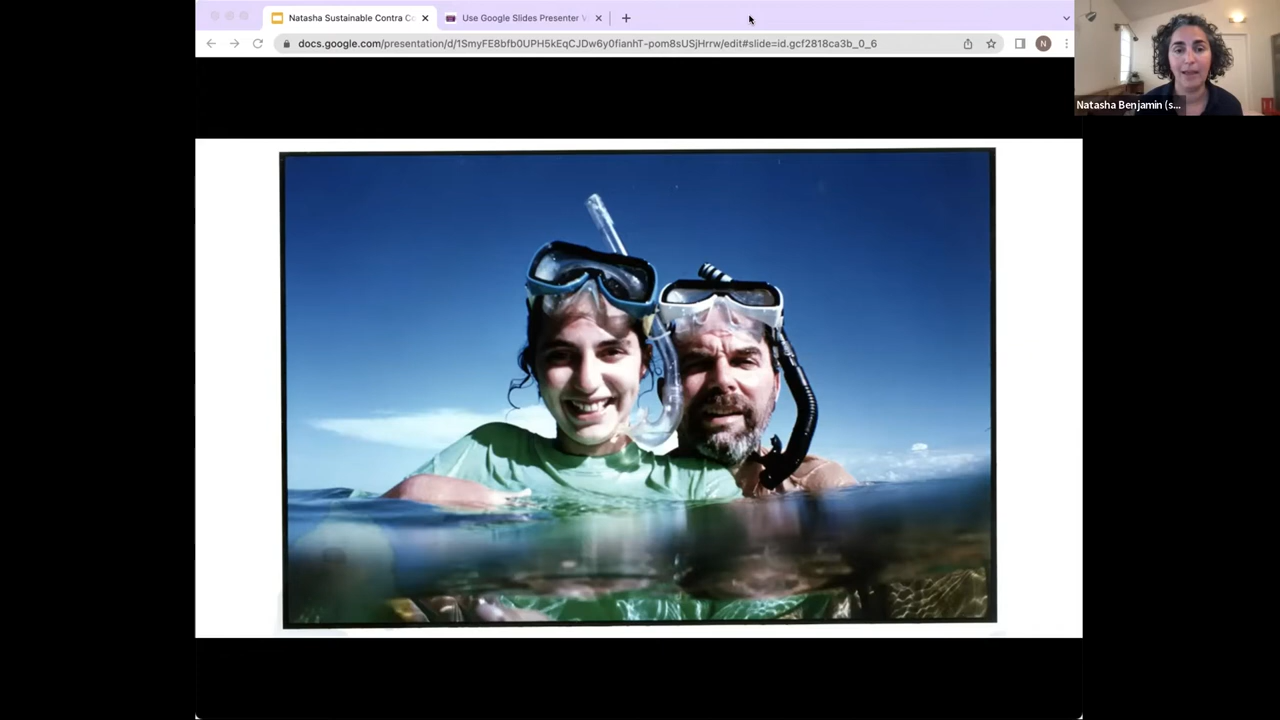 Natasha Sustainable Contra Co
Use Google Slides Presenter V
docs.google.com/presentation/d/1SmyFE8bfb0UPH5kEqCJDw6y0fianhT-pom8sUSjHrrw/edit#slide=id.gcf2818ca3b_0_6
N
Natasha Benjamin (s...